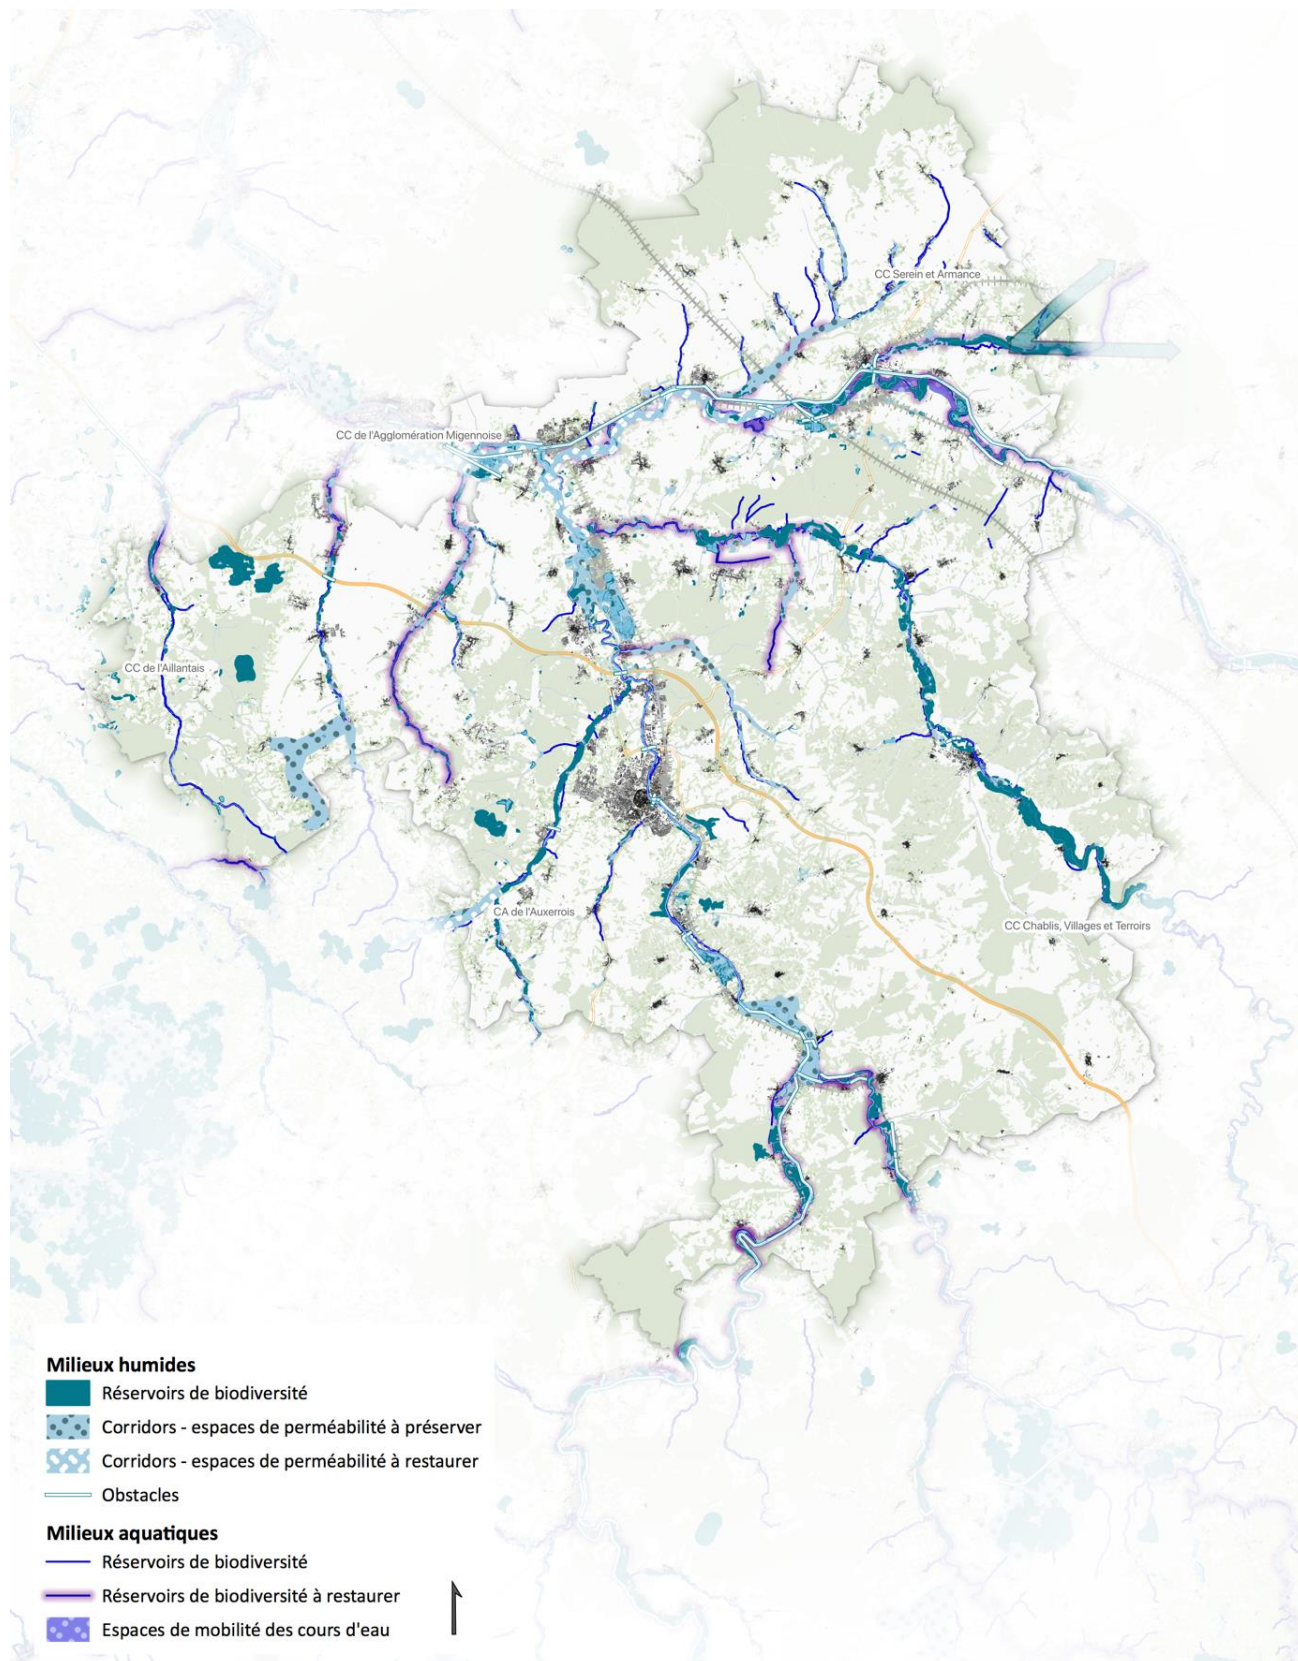 CC Serein et Armance
CC de l'Agglomération Migennoise
CC de l'Aillantais
CA de l'Auxerrois
CC Chablis, Villages et Terroirs
Milieux humides
Réservoirs de biodiversité
Corridors - espaces de perméabilité à préserver
Corridors - espaces de perméabilité à restaurer
Obstacles
Milieux aquatiques
Réservoirs de biodiversité
Réservoirs de biodiversité à restaurer
Espaces de mobilité des cours d'eau